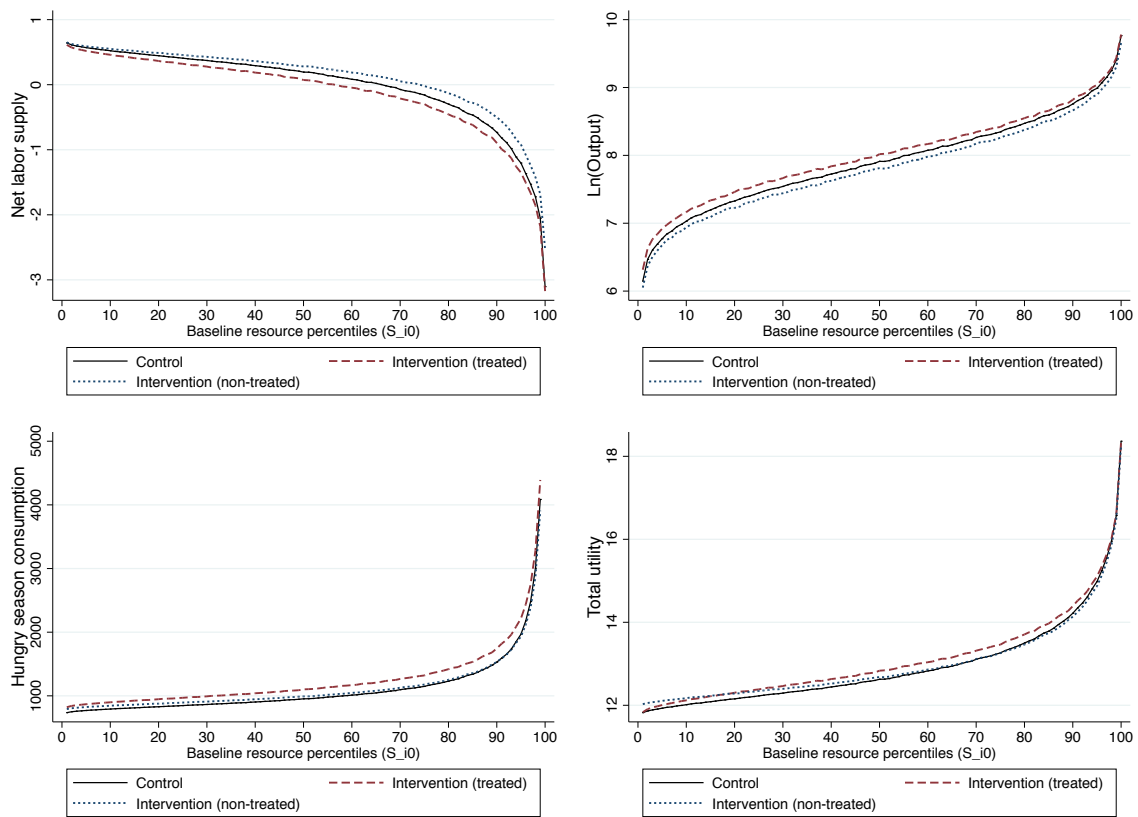 Net labor supply
1
0
-1
-2
-3
0 10 20 30 40 50 60 70 80 90 100
Baseline resource percentiles (S_i0)
Control
Intervention (treated)
Intervention (non-treated)
Ln(Output)
10
9
8
7
6
0 10 20 30 40 50 60 70 80 90 100
Baseline resource percentiles (S_i0)
Control
Intervention (treated)
Intervention (non-treated)
Hungry season consumption
5000
4000
3000
2000
1000
0 10 20 30 40 50 60 70 80 90 100
Baseline resource percentiles (S_i0)
Control
Intervention (treated)
Intervention (non-treated)
Total utility
18
16
14
12
0 10 20 30 40 50 60 70 80 90 100
Baseline resource percentiles (S_i0)
Control
Intervention (treated)
Intervention (non-treated)